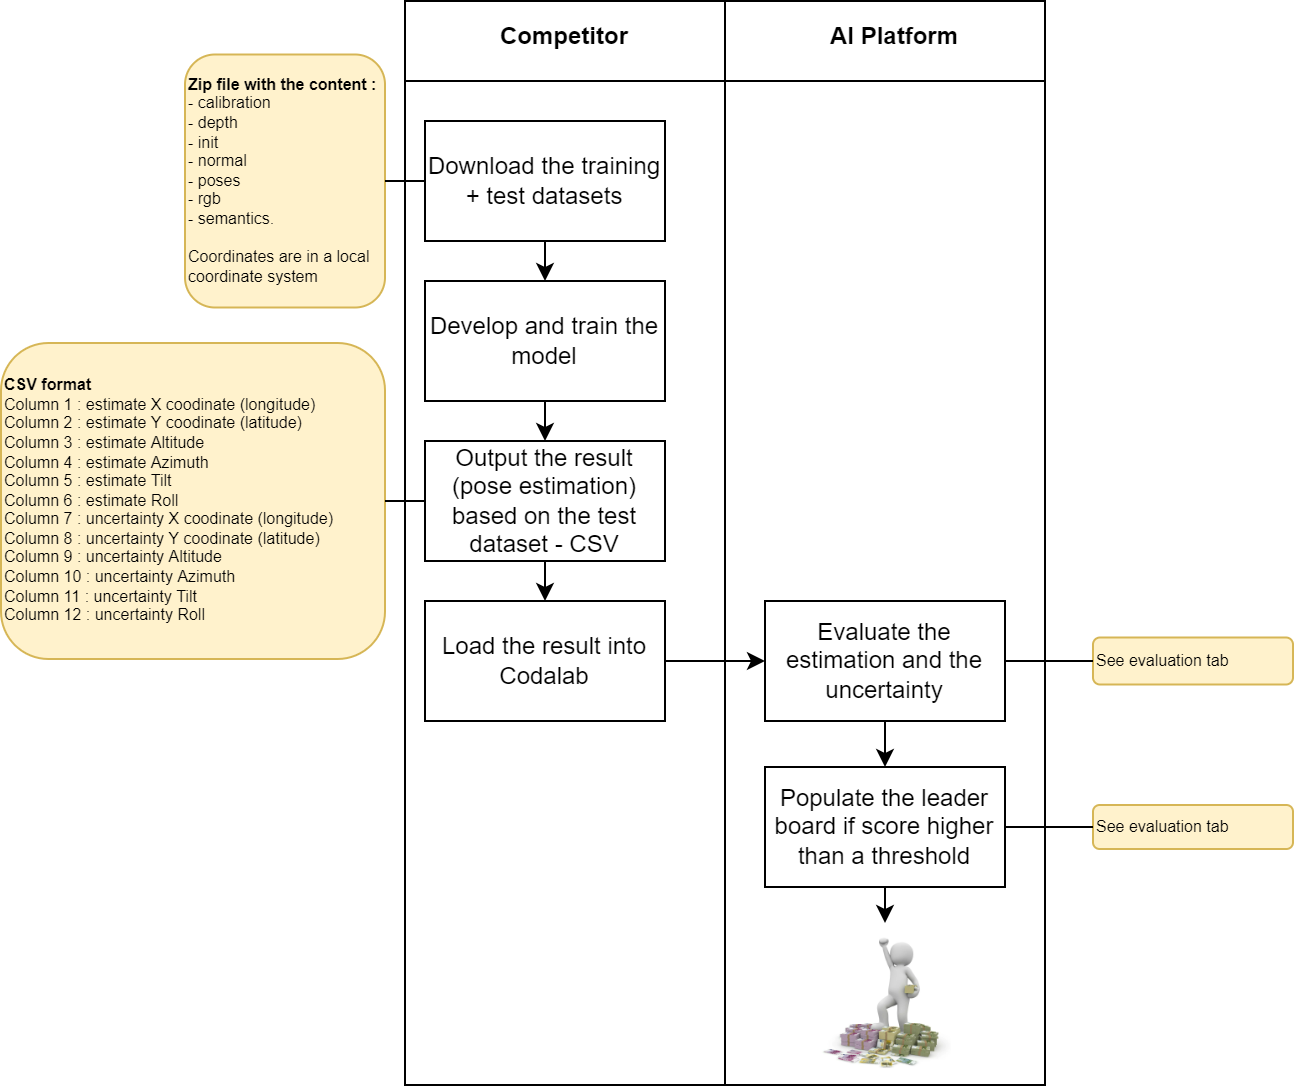 Competitor
AI Platform
Zip file with the content :
- calibration
- depth
- init
- normal
- poses
- rgb
- semantics.
Coordinates are in a local
coordinate system
Download the training
+ test datasets
Develop and train the
model
CSV format
Column 1 : estimate X coodinate (longitude)
Column 2 : estimate Y coodinate (latitude)
Column 3 : estimate Altitude
Column 4 : estimate Azimuth
Column 5 : estimate Tilt
Column 6 : estimate Roll
Column 7 : uncertainty X coodinate (longitude)
Column 8 : uncertainty Y coodinate (latitude)
Column 9 : uncertainty Altitude
Column 10 : uncertainty Azimuth
Column 11 : uncertainty Tilt
Column 12 : uncertainty Roll
Output the result
(pose estimation)
based on the test
dataset - CSV
Load the result into
Codalab
Evaluate the
estimation and the
uncertainty
See evaluation tab
Populate the leader
board if score higher
than a threshold
See evaluation tab